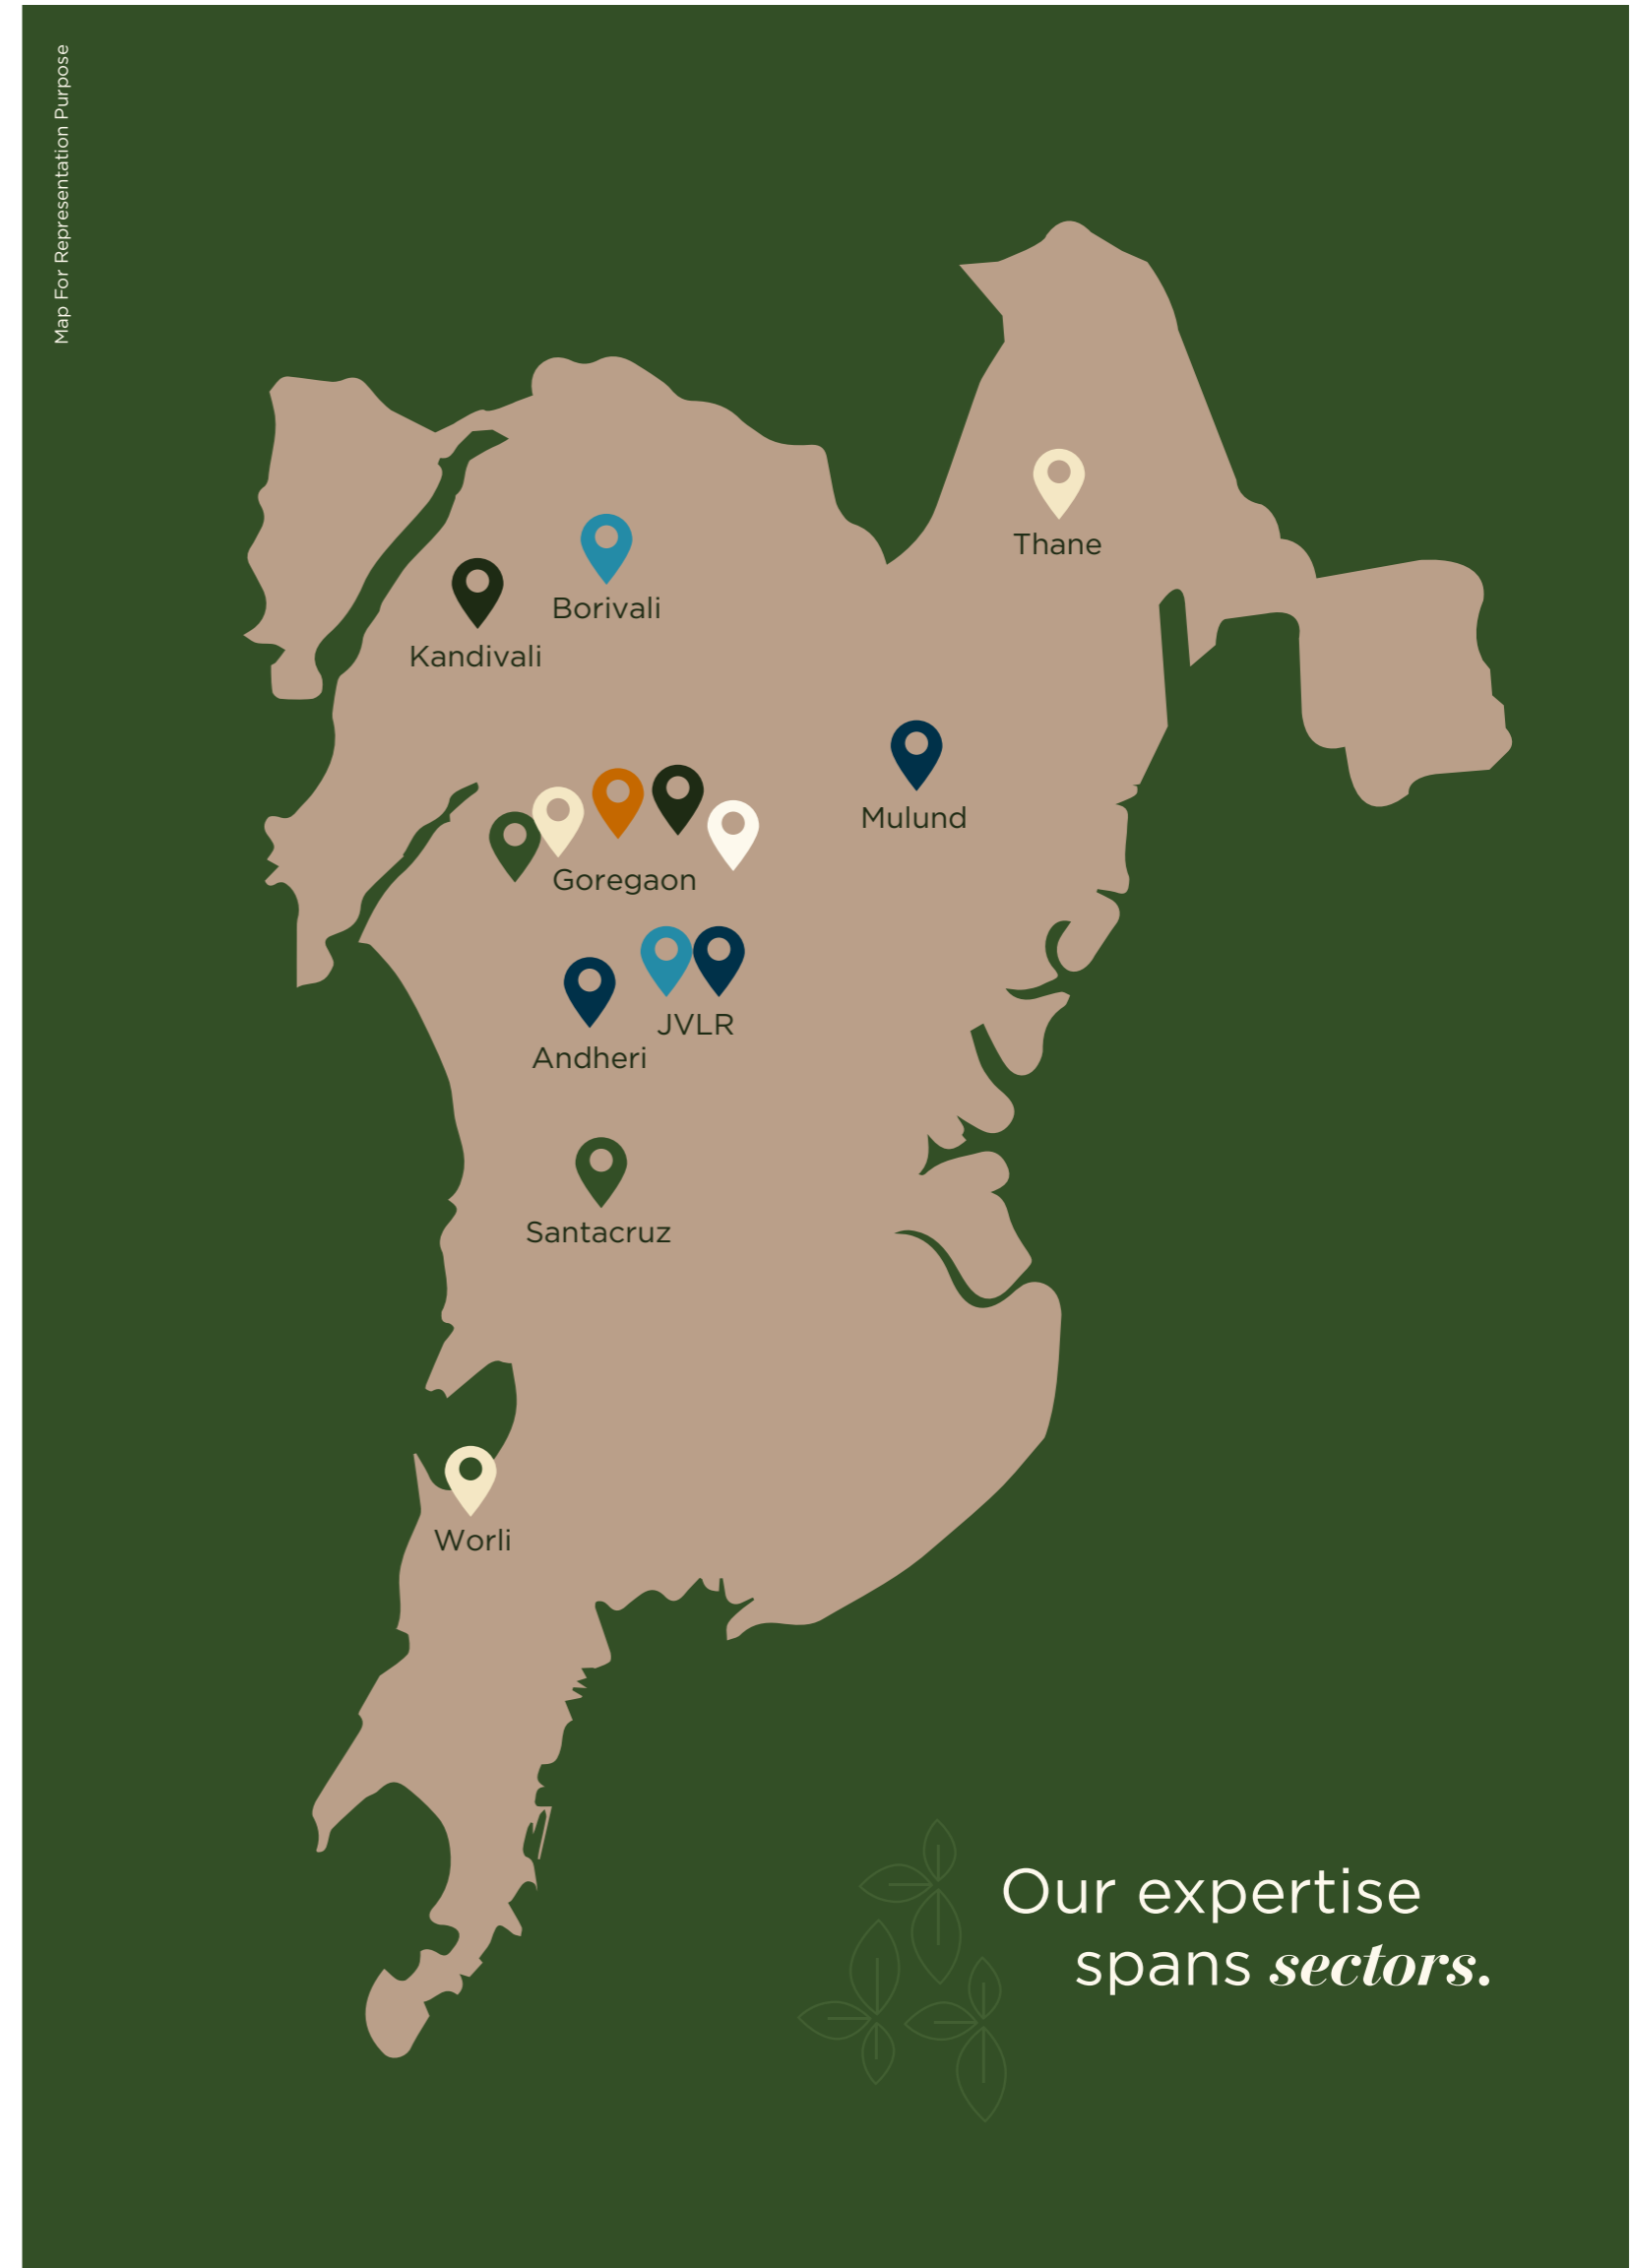 Map For Representation Purpose
Thane
Borivali
Kandivali
Mulund
Goregaon
JVLR
Andheri
Santacruz
Worli
Our expertise
spans sectors.